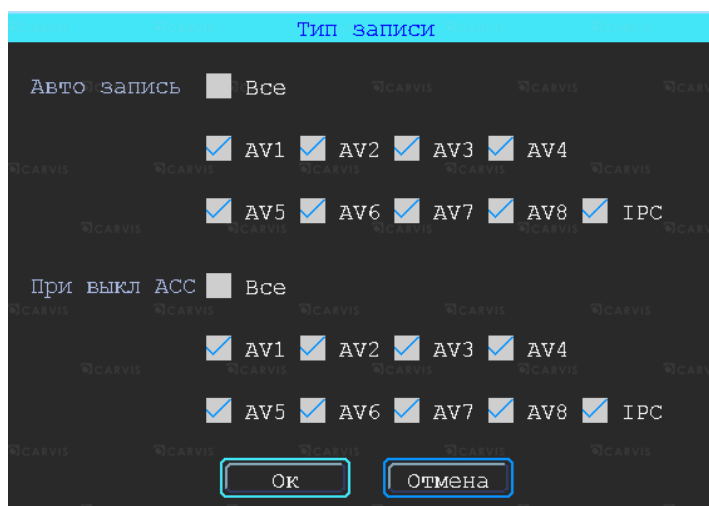 Тип записи
Авто запись Все
AV1 AV2 AV3 AV4
AV5 AV6 AV7 AV8 IPC
При выкл АСС Все
AV1 AV2 AV3 AV4
AV5 AV6 AV7 AV8 IPC
Ок Отмена